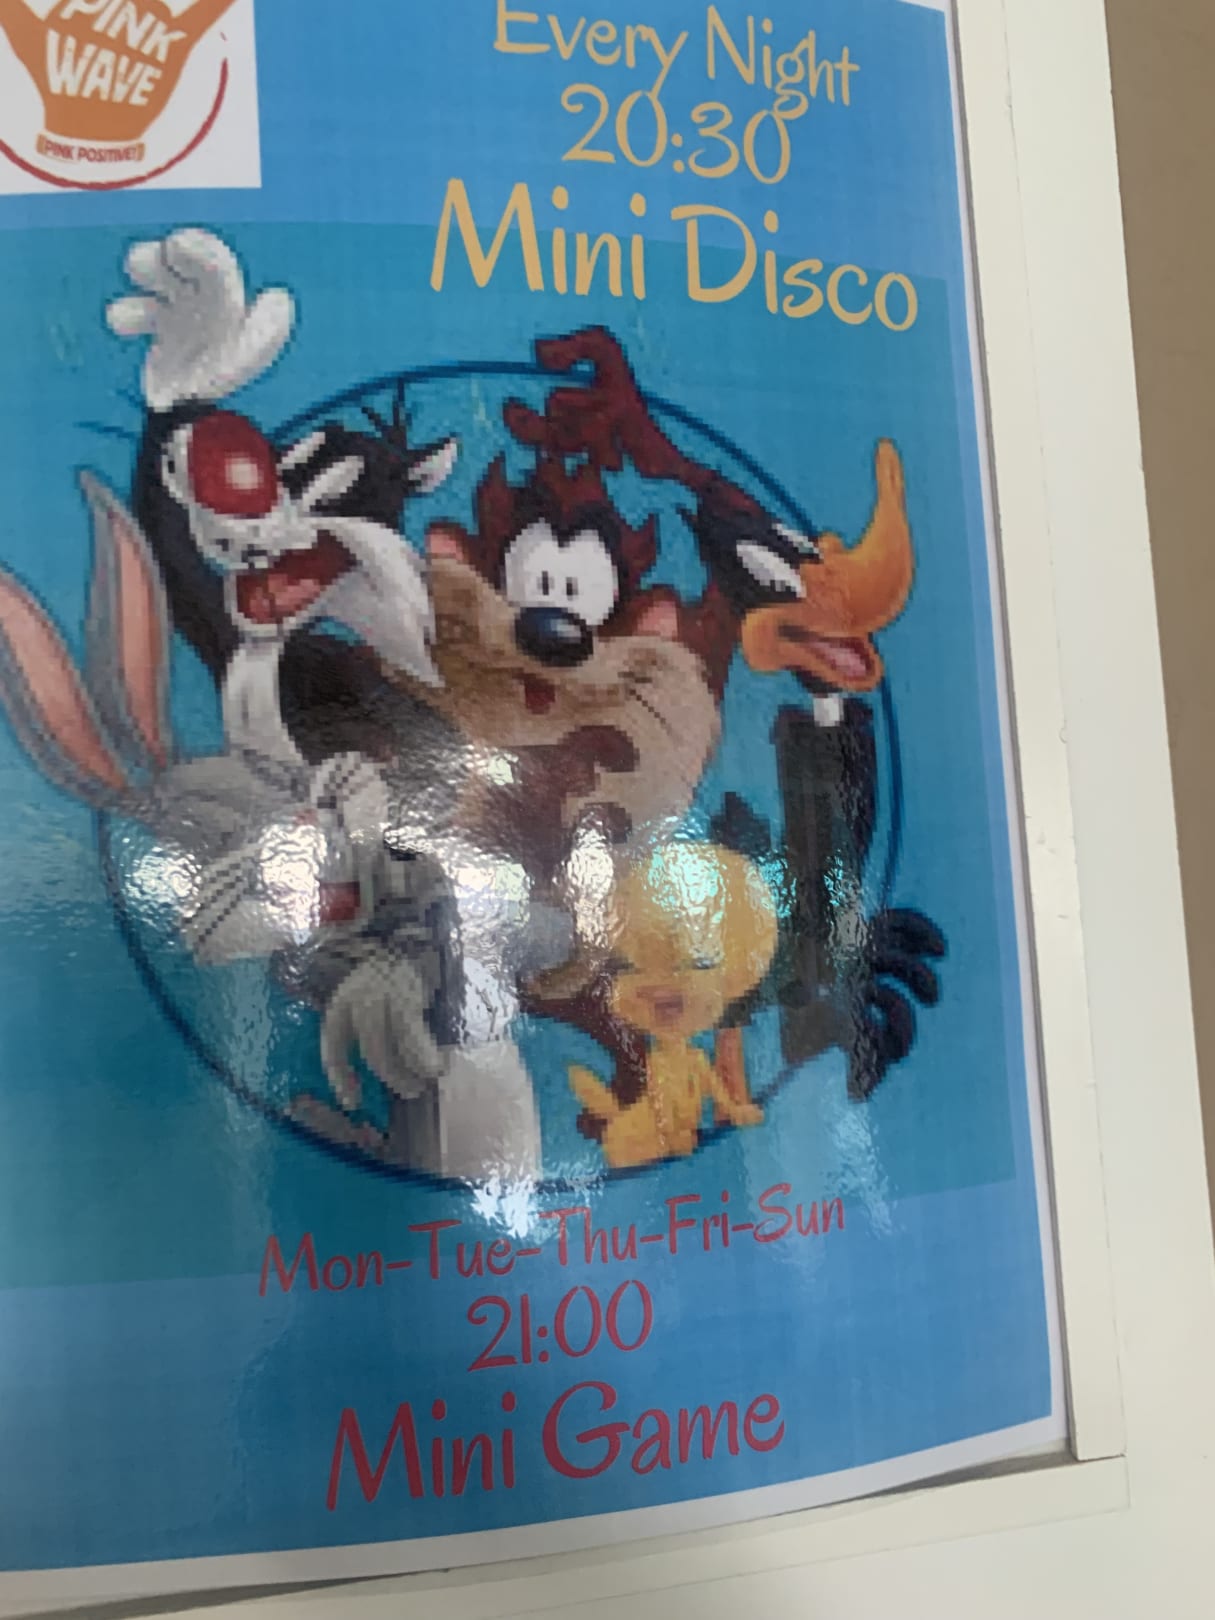 PINK
WAVE
PINK POSITIVE!
Every Night
20:30
Mini Disco
Mon-Tue-Thu-Fri-Sun
21:00
Mini Game